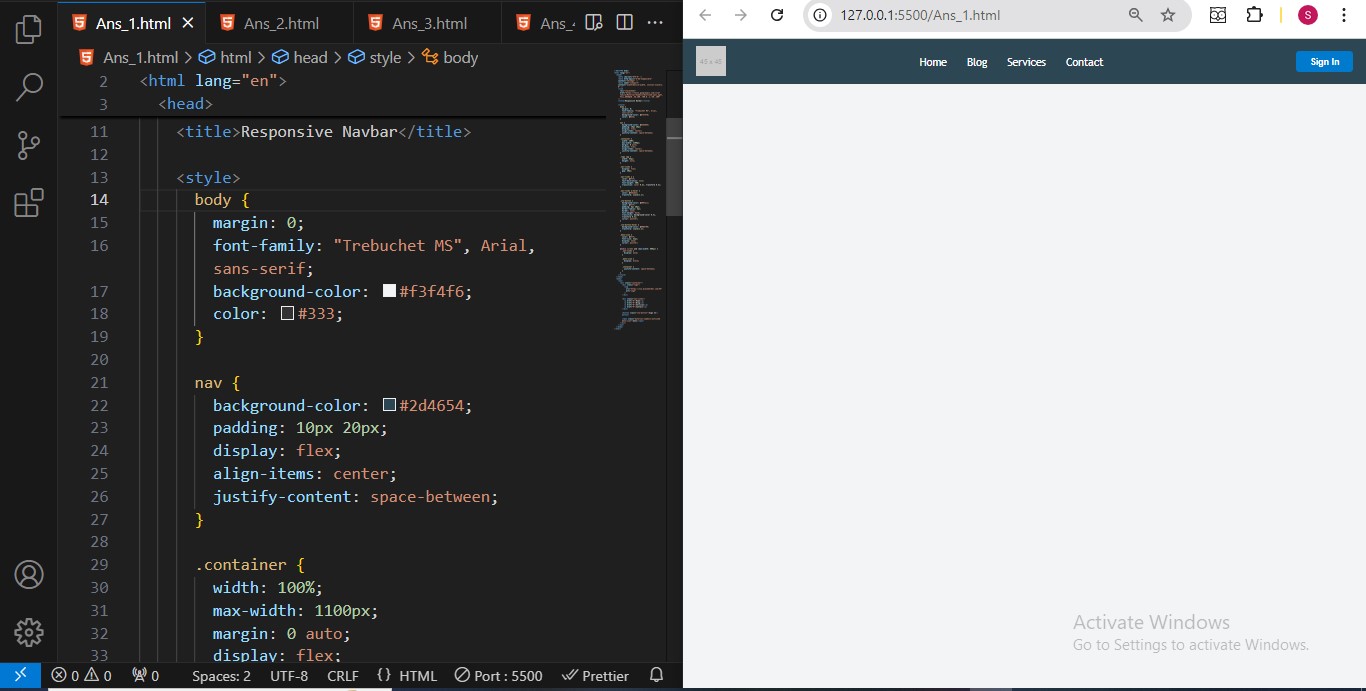 Ans_1.html
Ans_2.html
Ans_3.html
Ans_
Ans_1.html > html > head > style > body
2 <html lang="en">
3 <head>
11 <title>Responsive Navbar</title>
12
13 <style>
14 body {
15 margin: 0;
16 font-family: "Trebuchet MS", Arial,
sans-serif;
17 background-color: #f3f4f6;
18 color: #333;
19 }
20
21 nav {
22 background-color: #2d4654;
23 padding: 10px 20px;
24 display: flex;
25 align-items: center;
26 justify-content: space-between;
27 }
28
29 .container {
30 width: 100%;
31 max-width: 1100px;
32 margin: 0 auto;
33 display: flex;
0 0 0 Spaces: 2 UTF-8 CRLF {} HTML Port : 5500 Prettier
127.0.0.1:5500/Ans_1.html
S
45 x 45
Home Blog Services Contact
Sign In
Activate Windows
Go to Settings to activate Windows.